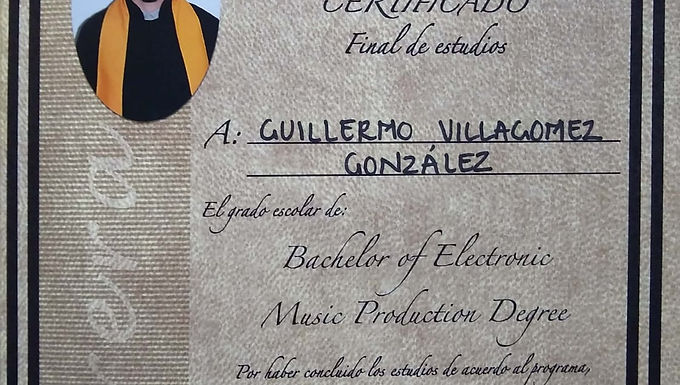 CERTIFICADO
Final de estudios
A: GUILLERMO VILLAGOMEZ
GONZÁLEZ
El grado escolar de:
Bachelor of Electronic
Music Production Degree
Por haber concluido los estudios de acuerdo al programa,